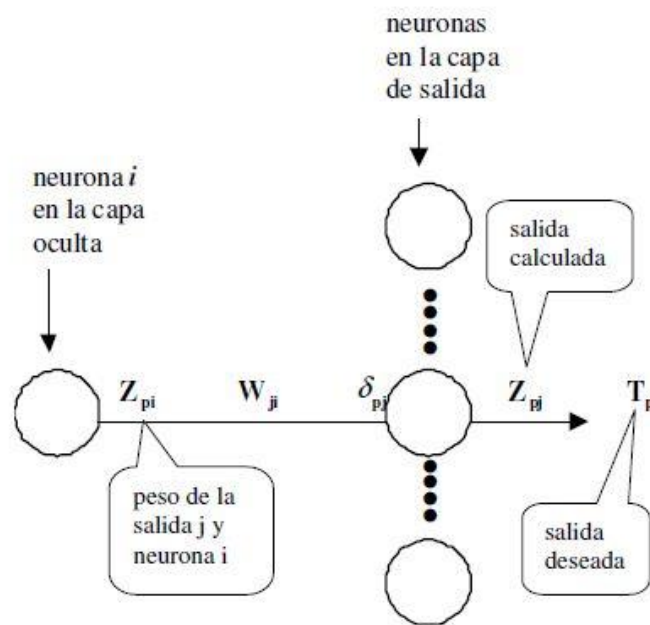 neuronas
en la capa
de salida
neurona i
en la capa
oculta
salida
calculada
Z pi
W ji
δ pj
Z pj
T p
peso de la
salida j y
neurona i
salida
deseada